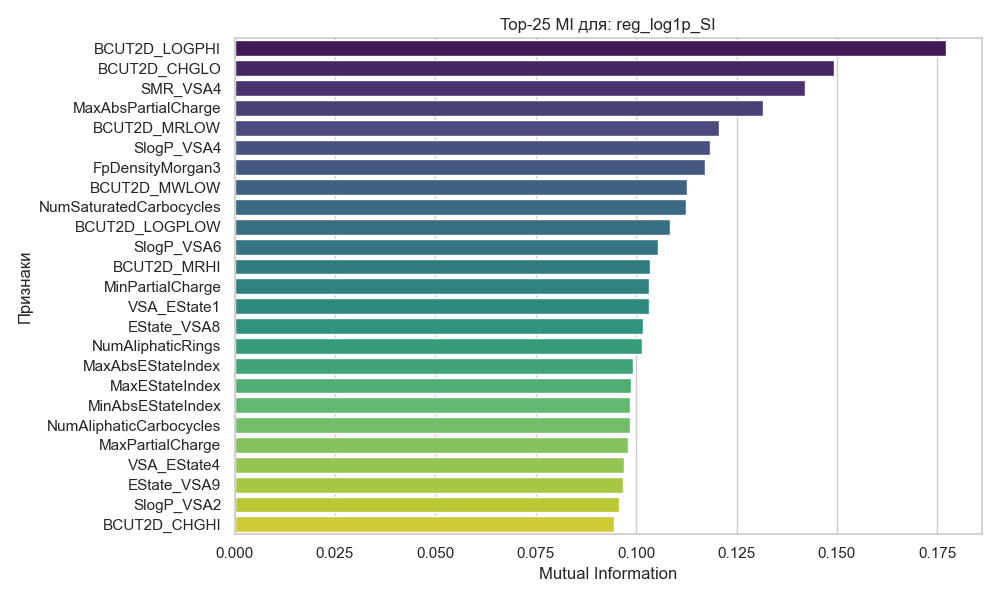 Top-25 MI для: reg_log1p_SI
BCUT2D_LOGPHI
BCUT2D_CHGLO
SMR_VSA4
MaxAbsPartialCharge
BCUT2D_MRLOW
SlogP_VSA4
FpDensityMorgan3
BCUT2D_MWLOW
NumSaturatedCarbocycles
BCUT2D_LOGPLOW
SlogP_VSA6
BCUT2D_MRHI
MinPartialCharge
VSA_EState1
EState_VSA8
NumAliphaticRings
MaxAbsEStateIndex
MaxEStateIndex
MinAbsEStateIndex
NumAliphaticCarbocycles
MaxPartialCharge
VSA_EState4
EState_VSA9
SlogP_VSA2
BCUT2D_CHGHI
Признаки
0.000 0.025 0.050 0.075 0.100 0.125 0.150 0.175
Mutual Information